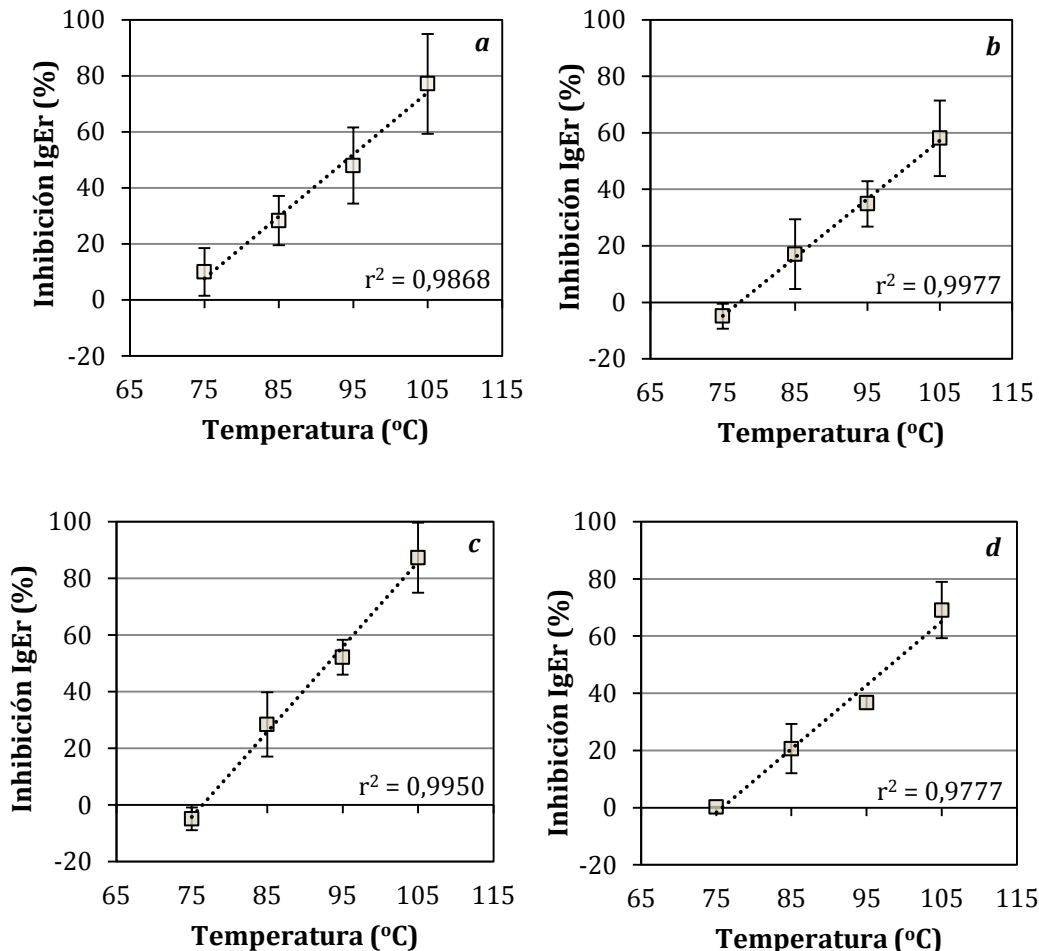 100
80
60
40
20
0
-20
65 75 85 95 105 115
Inhibición IgEr (%)
Temperatura (ºC)
a
r² = 0,9868
100
80
60
40
20
0
-20
65 75 85 95 105 115
Inhibición IgEr (%)
Temperatura (ºC)
b
r² = 0,9977
100
80
60
40
20
0
-20
65 75 85 95 105 115
Inhibición IgEr (%)
Temperatura (ºC)
c
r² = 0,9950
100
80
60
40
20
0
-20
65 75 85 95 105 115
Inhibición IgEr (%)
Temperatura (ºC)
d
r² = 0,9777